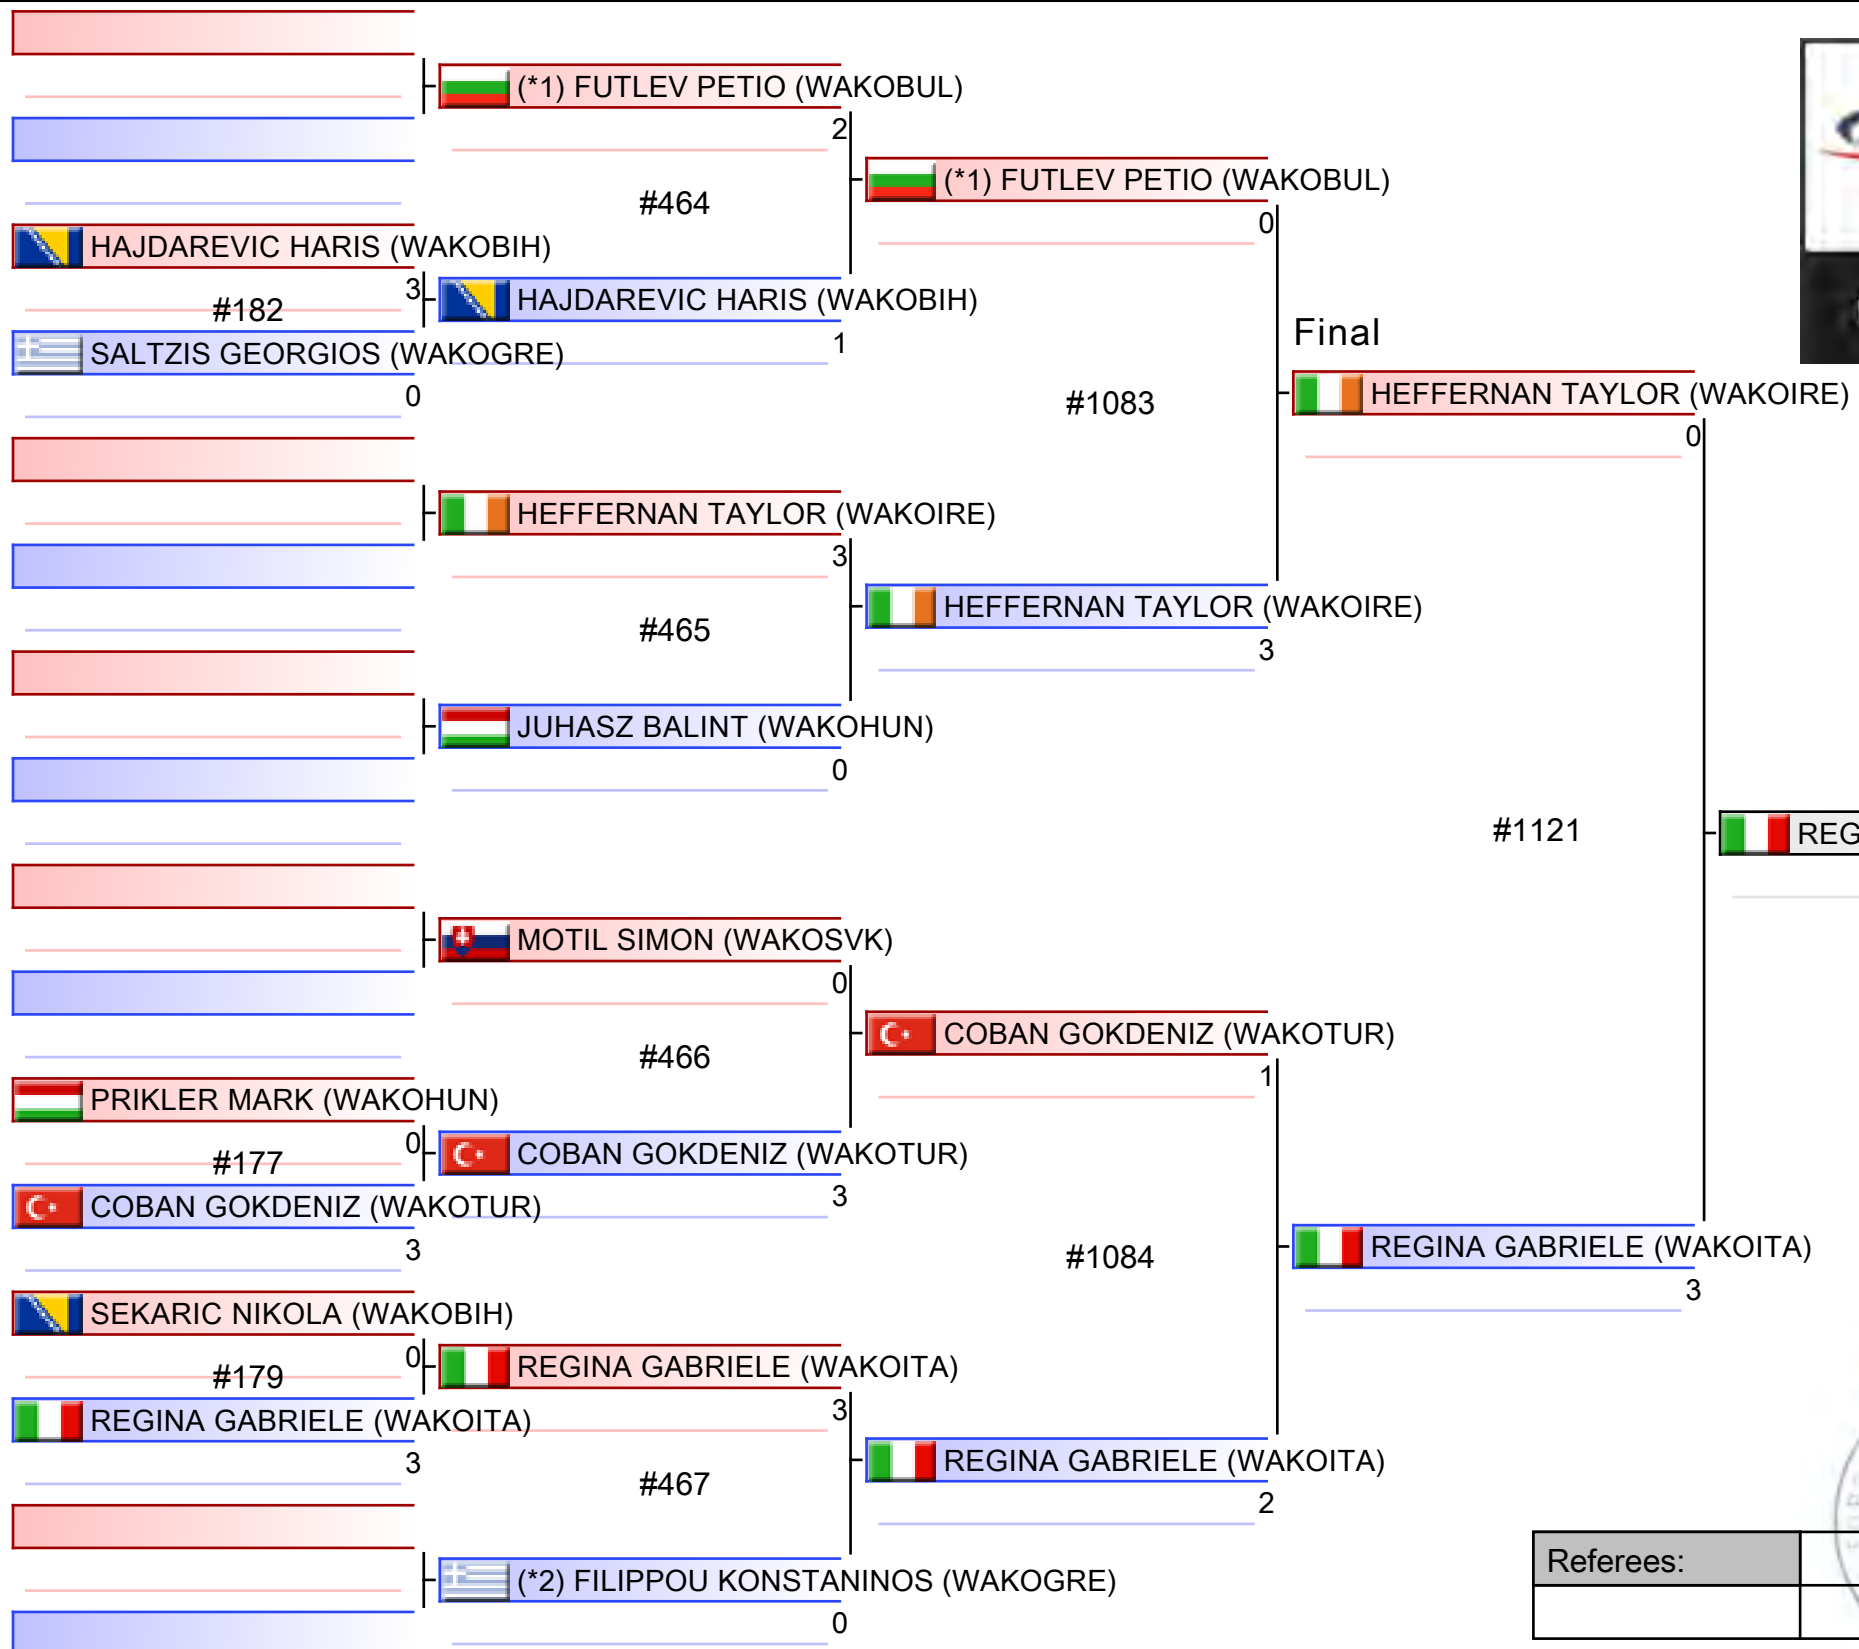 (*1) FUTLEV PETIO (WAKOBUL)
2
#464
(*1) FUTLEV PETIO (WAKOBUL)
0
HAJDAREVIC HARIS (WAKOBIH)
3
#182
HAJDAREVIC HARIS (WAKOBIH)
1
SALTZIS GEORGIOS (WAKOGRE)
0
Final
#1083
HEFFERNAN TAYLOR (WAKOIRE)
0
HEFFERNAN TAYLOR (WAKOIRE)
3
#465
HEFFERNAN TAYLOR (WAKOIRE)
3
JUHASZ BALINT (WAKOHUN)
0
#1121
REG
MOTIL SIMON (WAKOSVK)
0
#466
COBAN GOKDENIZ (WAKOTUR)
1
PRIKLER MARK (WAKOHUN)
0
#177
COBAN GOKDENIZ (WAKOTUR)
3
COBAN GOKDENIZ (WAKOTUR)
3
#1084
REGINA GABRIELE (WAKOITA)
3
SEKARIC NIKOLA (WAKOBIH)
0
#179
REGINA GABRIELE (WAKOITA)
3
REGINA GABRIELE (WAKOITA)
3
#467
REGINA GABRIELE (WAKOITA)
2
(*2) FILIPPOU KONSTANINOS (WAKOGRE)
0
Referees: